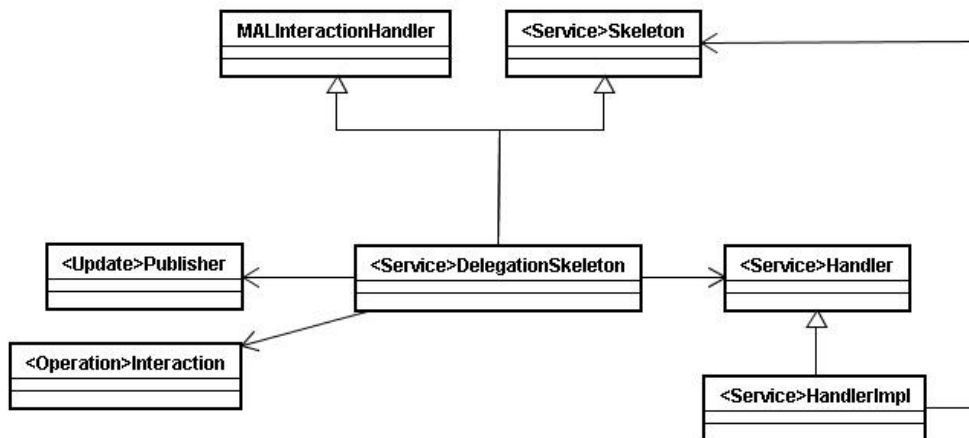 MALInteractionHandler
<Service>Skeleton
<Update>Publisher
<Service>DelegationSkeleton
<Service>Handler
<Operation>Interaction
<Service>HandlerImpl